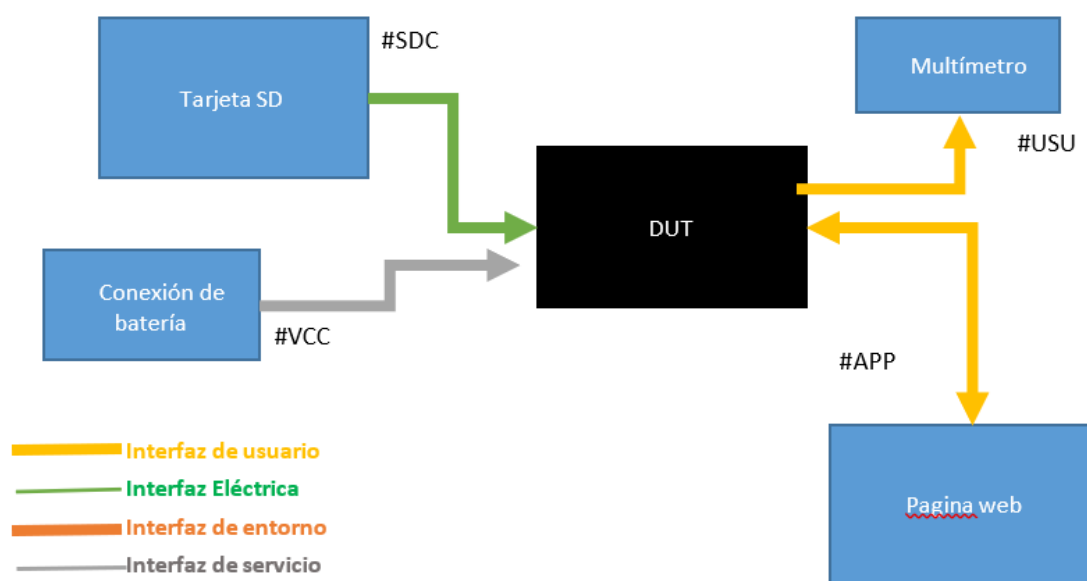 #SDC
Tarjeta SD
Multímetro
#USU
DUT
Conexión de
batería
#VCC
#APP
Interfaz de usuario
Interfaz Eléctrica
Interfaz de entorno
Interfaz de servicio
Pagina web